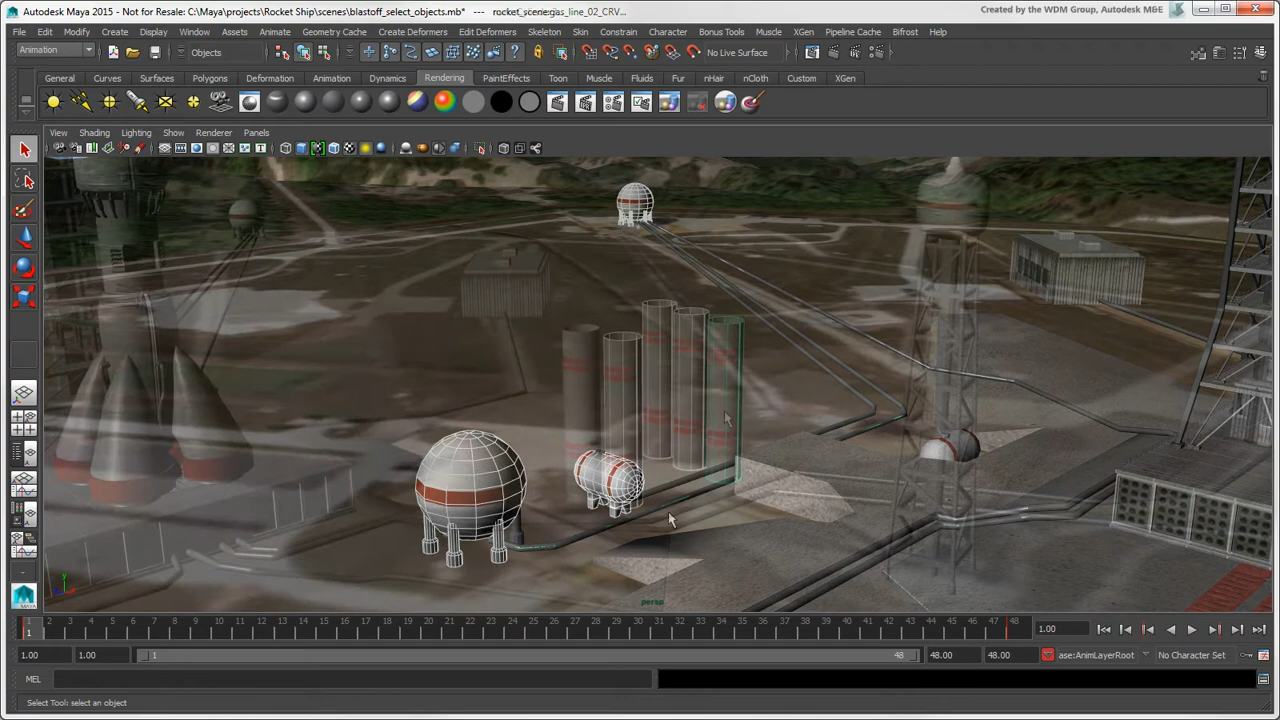 Autodesk Maya 2015 - Not for Resale: C:\Maya\projects\Rocket Ship\scenes\blastoff_select_objects.mb*   ---   rocket_scene:gas_line_02_CRV...
Created by the WDM Group, Autodesk M&E
File Edit Modify Create Display Window Assets Animate Geometry Cache Create Deformers Edit Deformers Skeleton Skin Constrain Character Bonus Tools Muscle XGen Pipeline Cache Bifrost Help
Animation Objects No Live Surface
General Curves Surfaces Polygons Deformation Animation Dynamics Rendering PaintEffects Toon Muscle Fluids Fur nHair nCloth Custom XGen
View Shading Lighting Show Renderer Panels
persp
1 2 3 4 5 6 7 8 9 10 11 12 13 14 15 16 17 18 19 20 21 22 23 24 25 26 27 28 29 30 31 32 33 34 35 36 37 38 39 40 41 42 43 44 45 46 47 48
1 1.00
1.00 1.00 1 48 48.00 48.00 ase:AnimLayerRoot No Character Set
MEL
MAYA
Select Tool: select an object